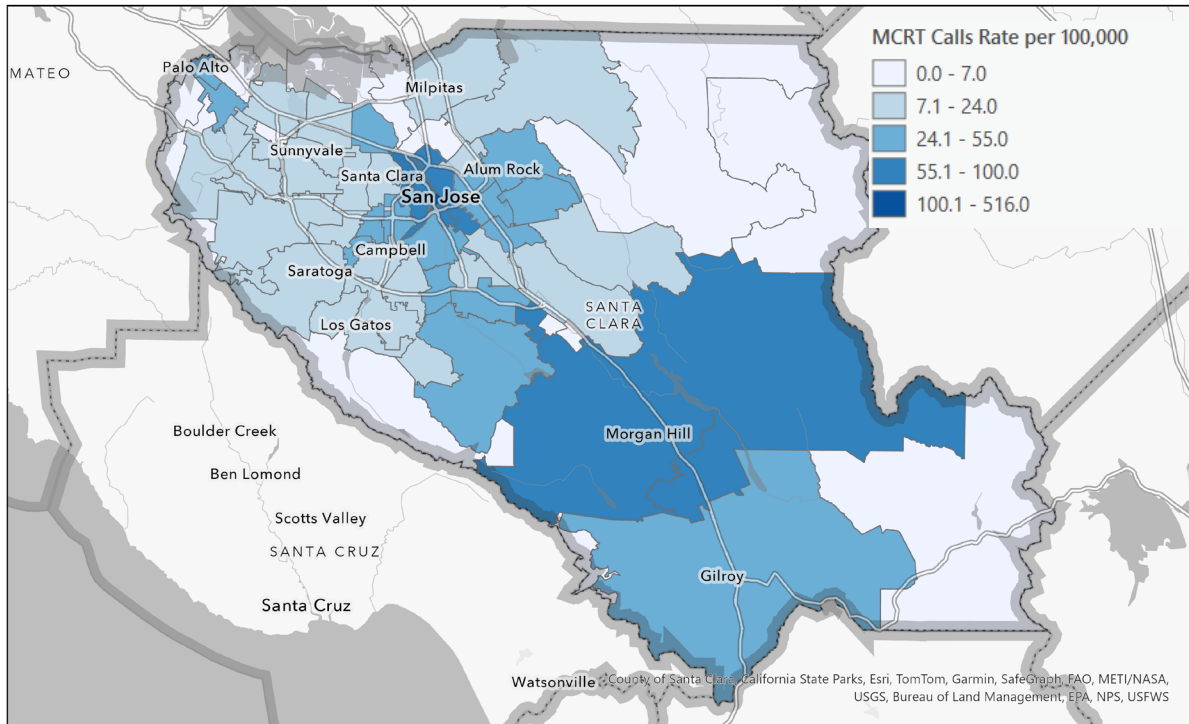 MCRT Calls Rate per 100,000
0.0 - 7.0
7.1 - 24.0
24.1 - 55.0
55.1 - 100.0
100.1 - 516.0
MATEO
Palo Alto
Milpitas
Sunnyvale
Santa Clara
Alum Rock
San Jose
Campbell
Saratoga
SANTA
CLARA
Los Gatos
Boulder Creek
Morgan Hill
Ben Lomond
Scotts Valley
SANTA CRUZ
Gilroy
Santa Cruz
Watsonville
County of Santa Clara, California State Parks, Esri, TomTom, Garmin, SafeGraph, FAO, METI/NASA,
USGS, Bureau of Land Management, EPA, NPS, USFWS